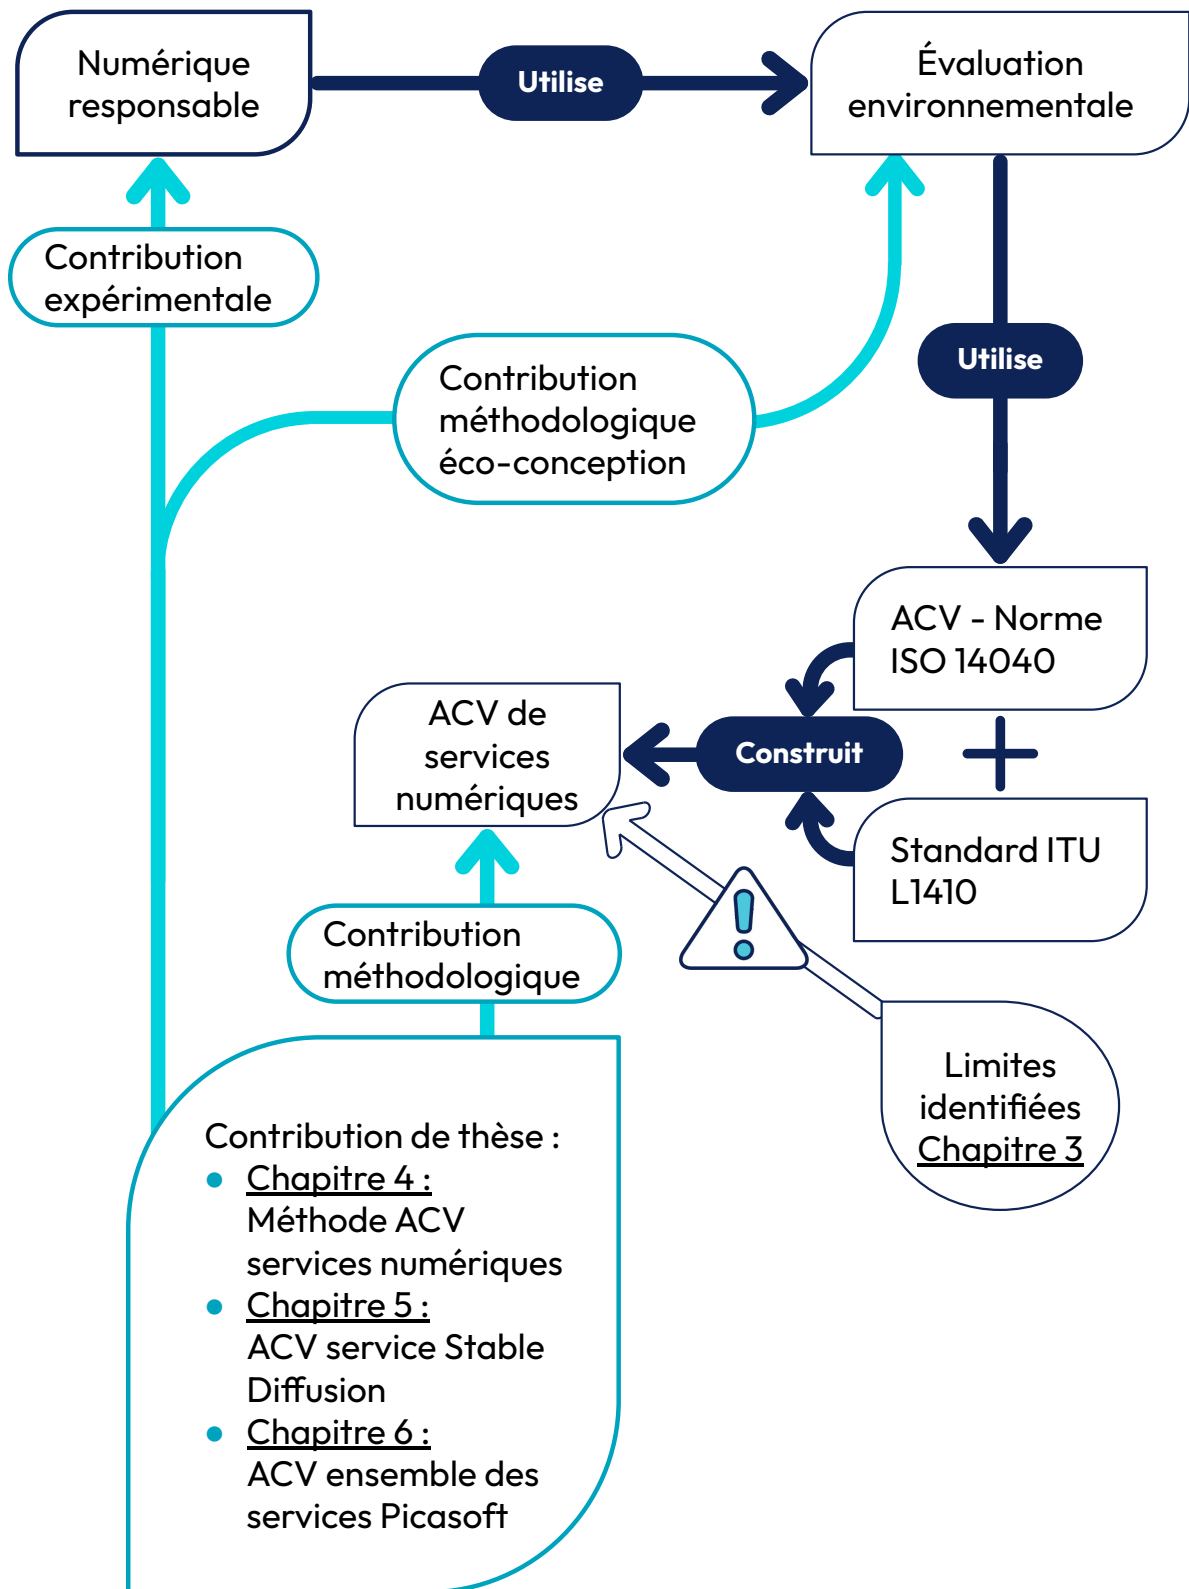 Numérique
responsable
Utilise
Évaluation
environnementale
Contribution
expérimentale
Contribution
méthodologique
éco-conception
Utilise
ACV - Norme
ISO 14040
ACV de
services
numériques
Construit
Standard ITU
L1410
Contribution
méthodologique
Limites
identifiées
Chapitre 3
Contribution de thèse :
Chapitre 4 :
Méthode ACV
services numériques
Chapitre 5 :
ACV service Stable
Diffusion
Chapitre 6 :
ACV ensemble des
services Picasoft